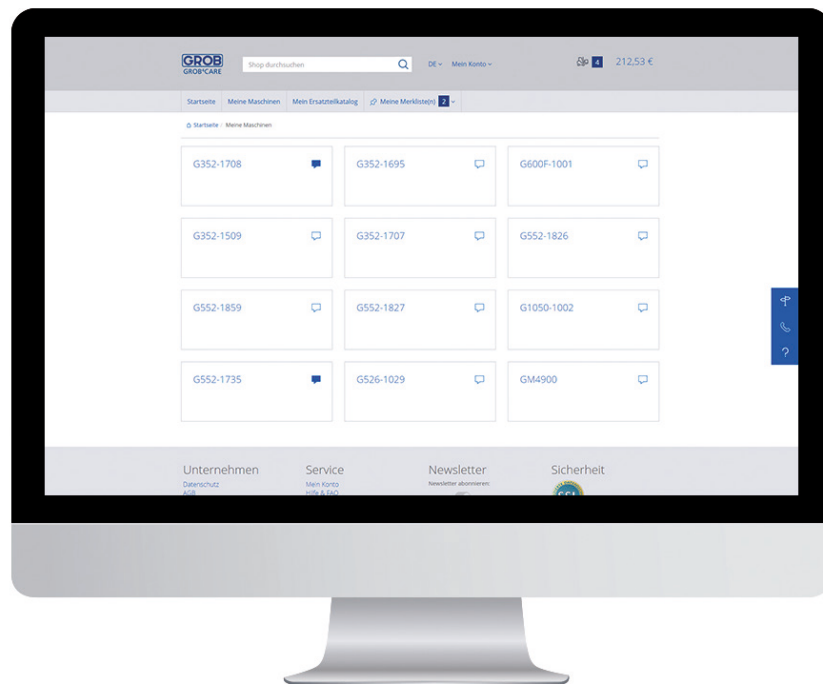 GROB
GROB⁴CARE
Shop durchsuchen
DE
Mein Konto
4
212,53 €
Startseite
Meine Maschinen
Mein Ersatzteilkatalog
Meine Merkliste(n) 2
Startseite / Meine Maschinen
G352-1708
G352-1695
G600F-1001
G352-1509
G352-1707
G552-1826
G552-1859
G552-1827
G1050-1002
G552-1735
G526-1029
GM4900
?
Unternehmen
Service
Newsletter
Sicherheit
Datenschutz
Mein Konto
Newsletter abonnieren:
AGB
Hilfe & FAQ